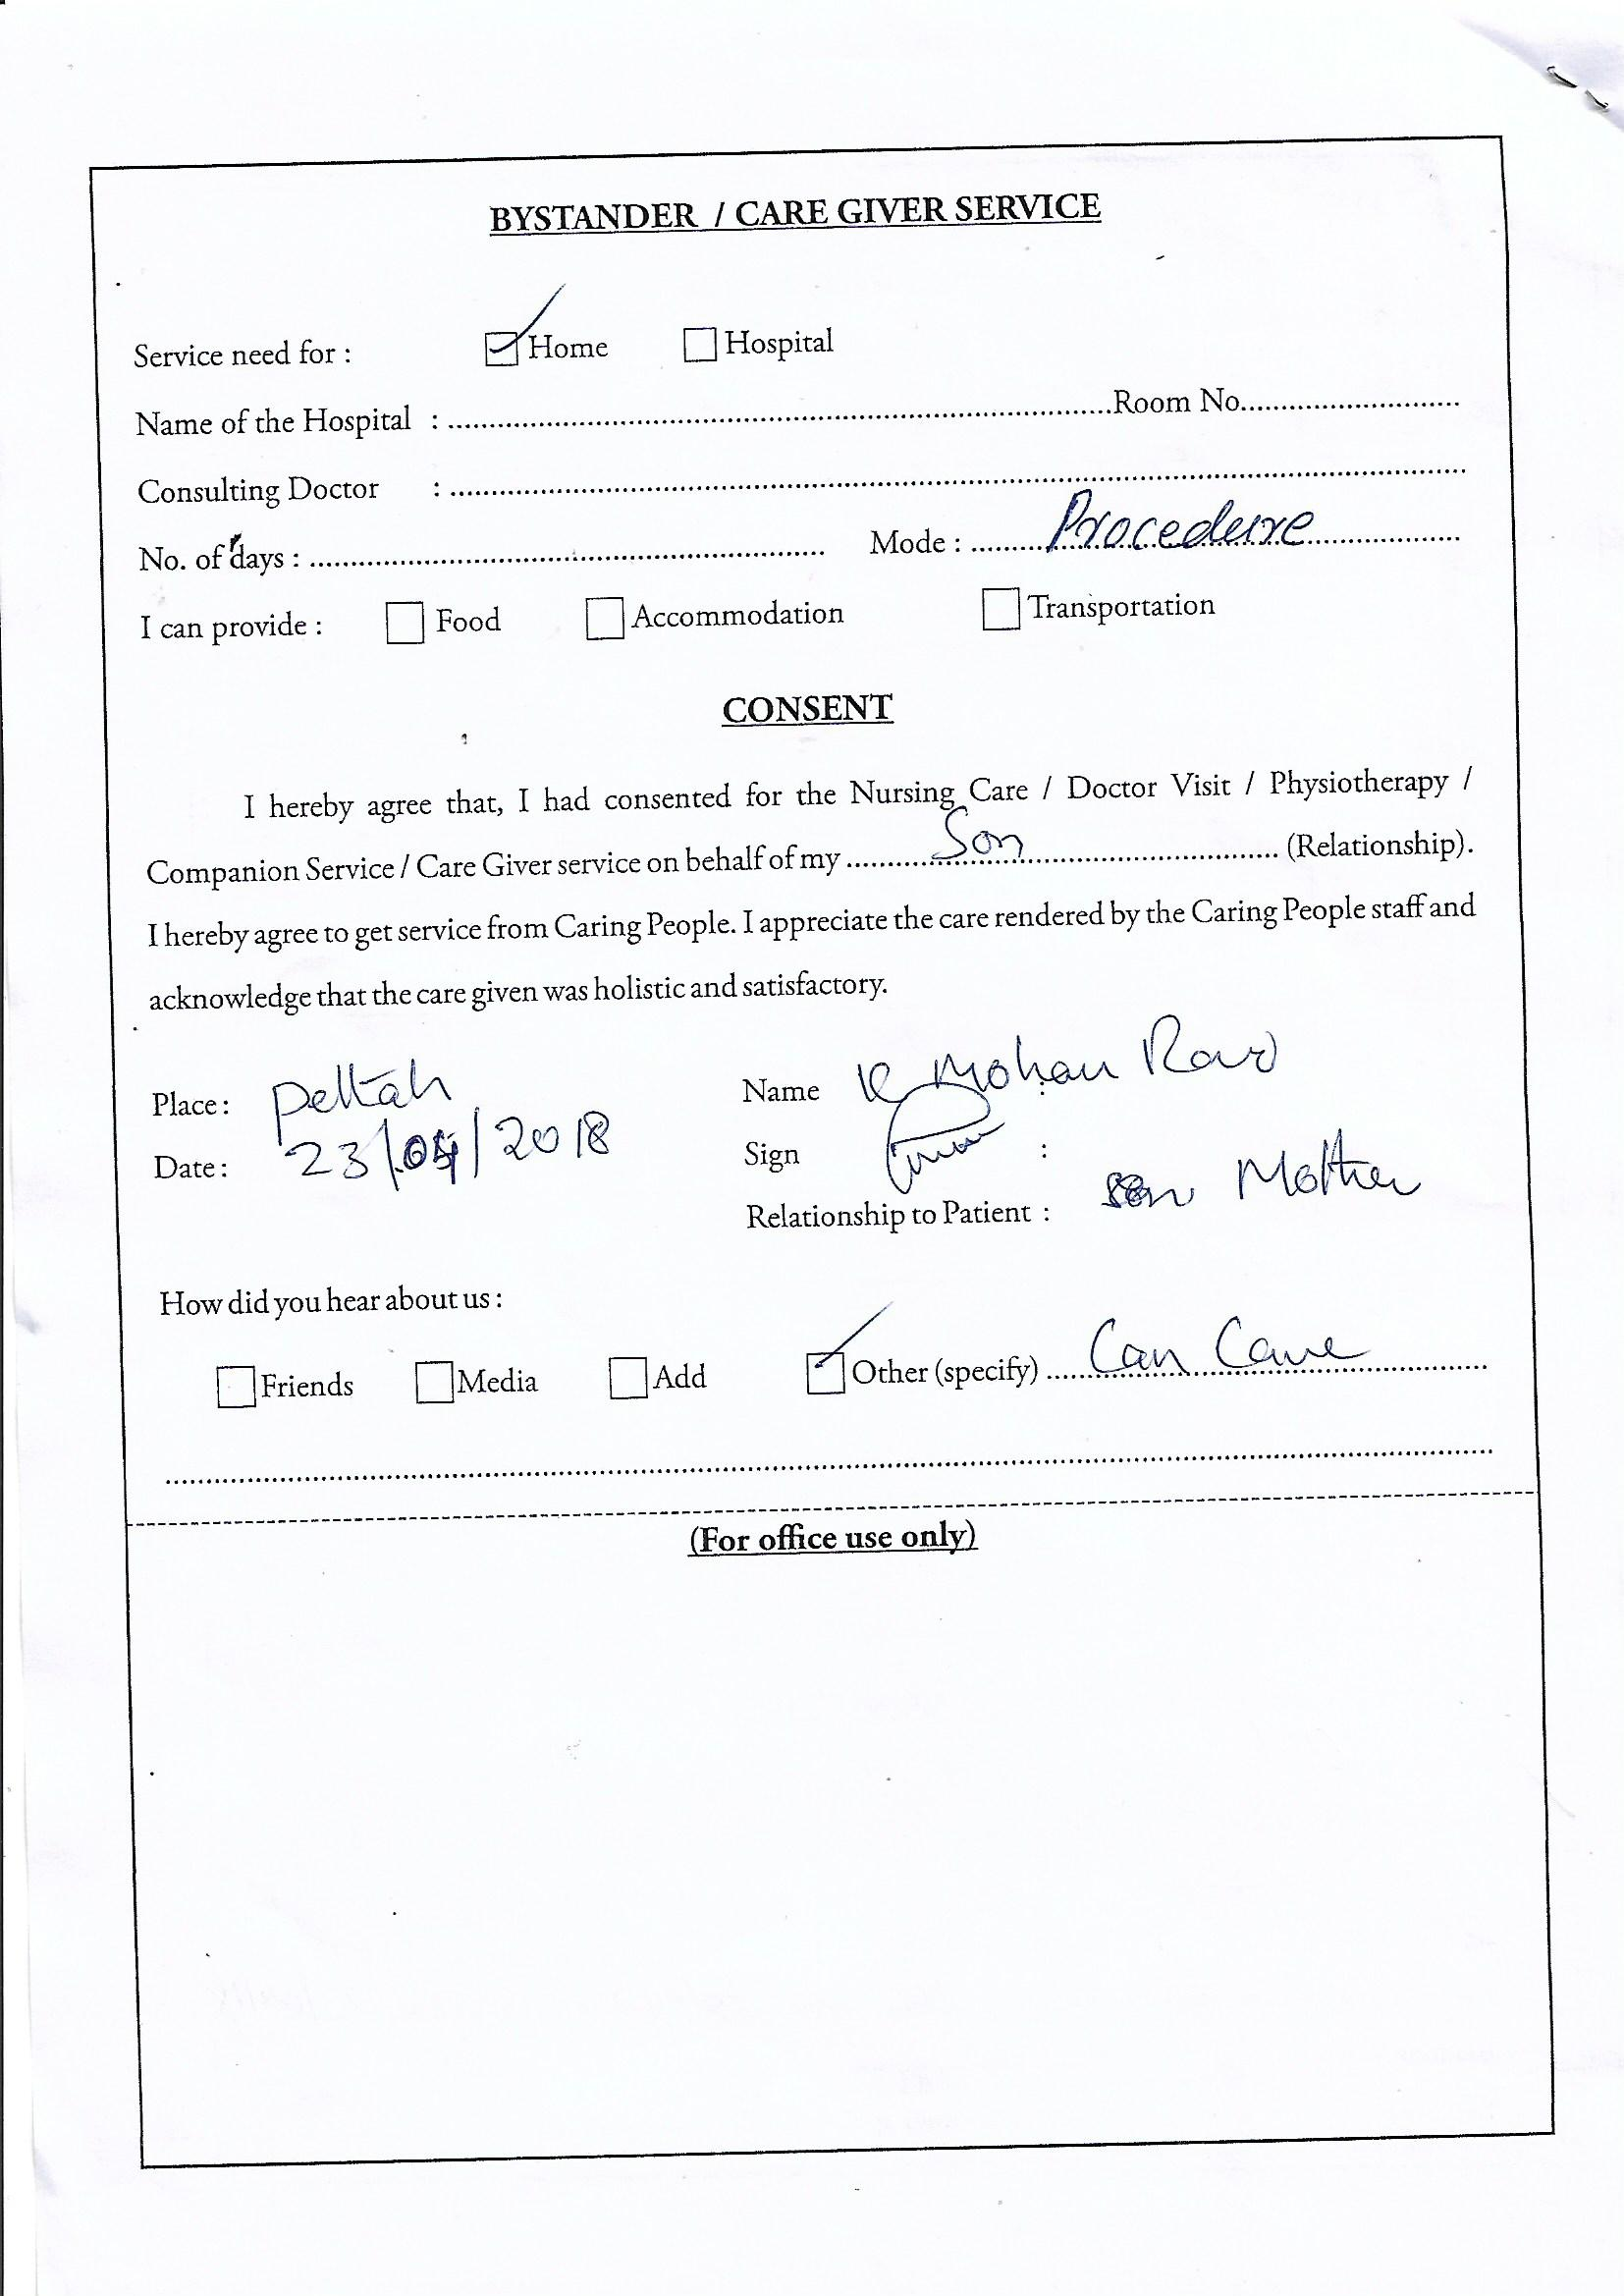 BYSTANDER / CARE GIVER SERVICE
Service need for : Home Hospital
Name of the Hospital : ........ Room No. ........
Consulting Doctor : ........
No. of days : ........ Mode : Procedure
I can provide : Food Accommodation Transportation
CONSENT
I hereby agree that, I had consented for the Nursing Care / Doctor Visit / Physiotherapy /
Companion Service / Care Giver service on behalf of my Son (Relationship).
I hereby agree to get service from Caring People. I appreciate the care rendered by the Caring People staff and
acknowledge that the care given was holistic and satisfactory.
Place : Name K Mohan Rao
Date : 23/04/2018 Sign :
Relationship to Patient : Mother
How did you hear about us :
Friends Media Add Other (specify) Can Care
(For office use only)